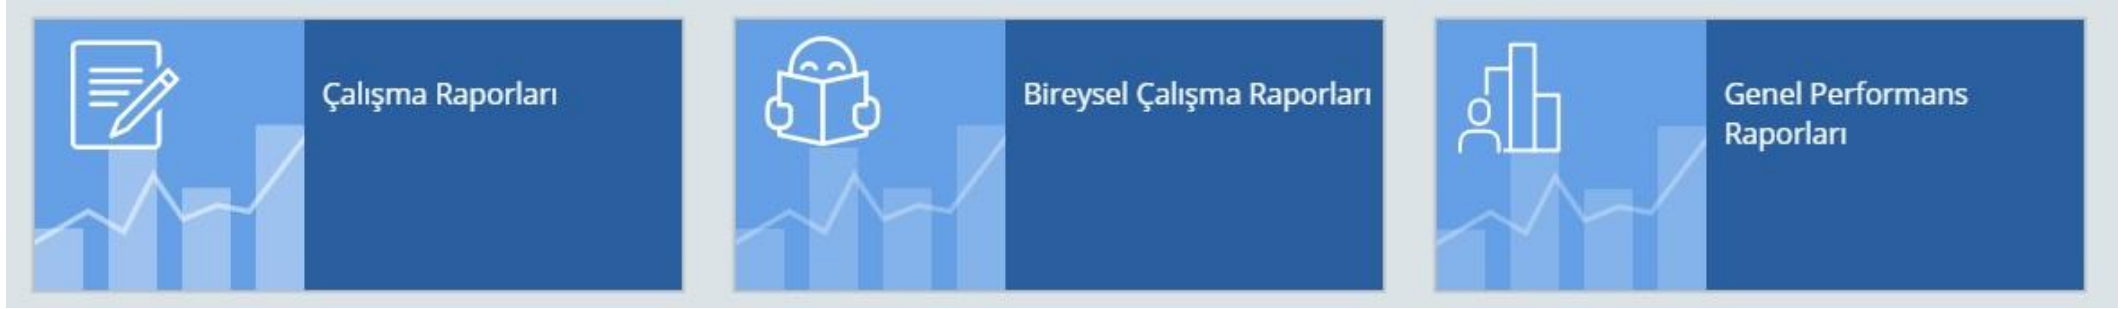 Çalışma Raporları
Bireysel Çalışma Raporları
Genel Performans
Raporları